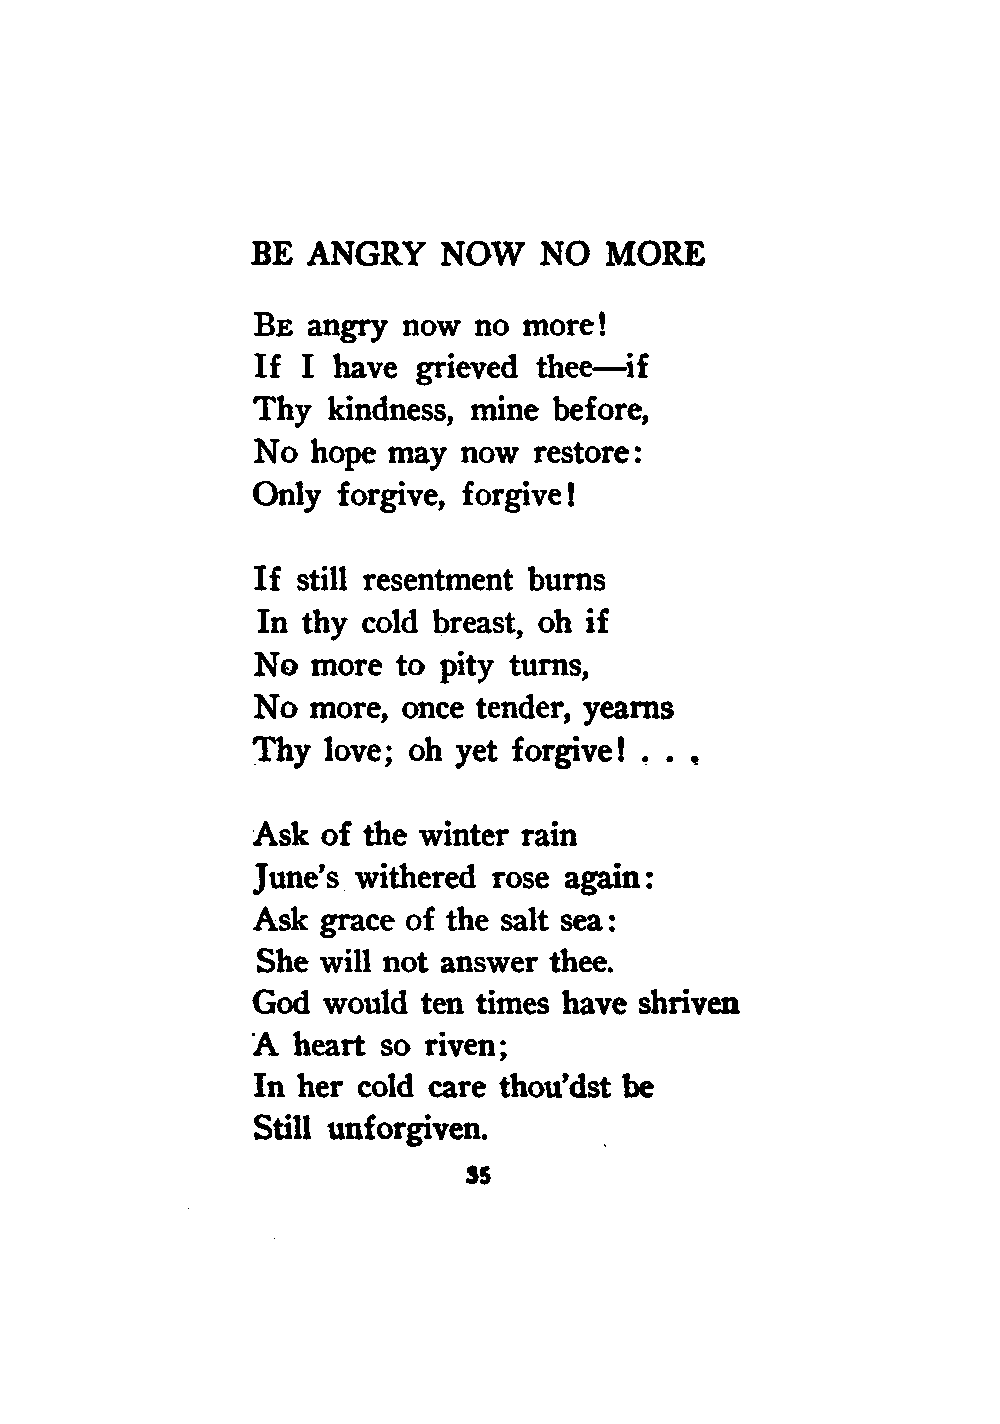 BE ANGRY NOW NO MORE
BE angry now no more!
If I have grieved thee—if
Thy kindness, mine before,
No hope may now restore:
Only forgive, forgive!
If still resentment burns
In thy cold breast, oh if
No more to pity turns,
No more, once tender, yearns
Thy love; oh yet forgive! . . .
Ask of the winter rain
June's withered rose again:
Ask grace of the salt sea:
She will not answer thee.
God would ten times have shriven
A heart so riven;
In her cold care thou'dst be
Still unforgiven.
35